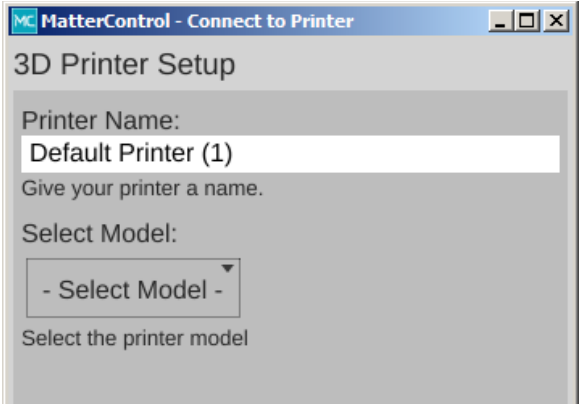 MC MatterControl - Connect to Printer
3D Printer Setup
Printer Name:
Default Printer (1)
Give your printer a name.
Select Model:
- Select Model -
Select the printer model